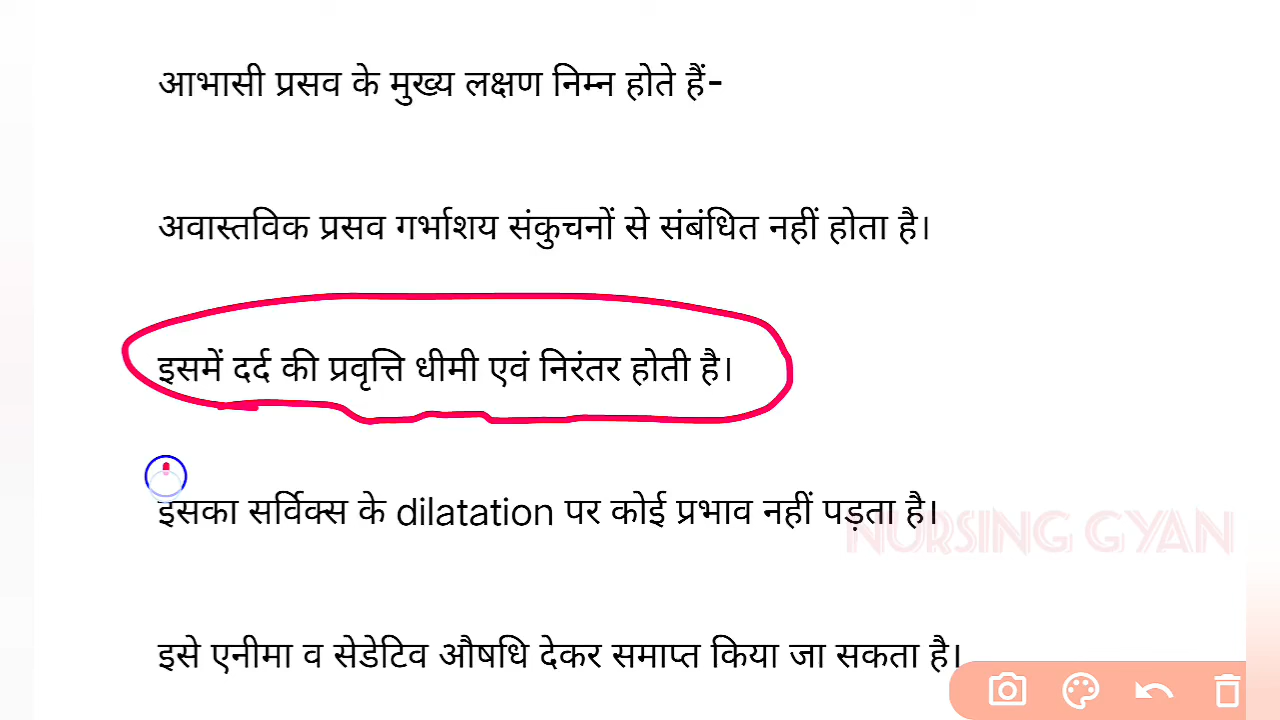 आभासी प्रसव के मुख्य लक्षण निम्न होते हैं-
अवास्तविक प्रसव गर्भाशय संकुचनों से संबंधित नहीं होता है।
इसमें दर्द की प्रवृत्ति धीमी एवं निरंतर होती है।
इसका सर्विक्स के dilatation पर कोई प्रभाव नहीं पड़ता है।
NURSING GYAN
इसे एनीमा व सेडेटिव औषधि देकर समाप्त किया जा सकता है।